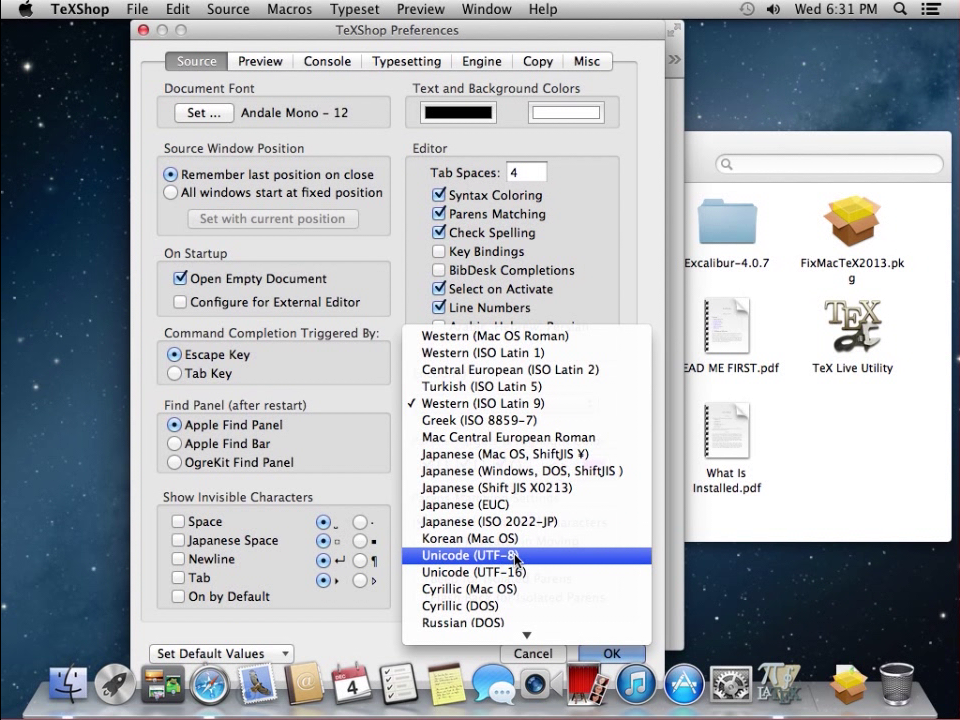 TeXShop File Edit Source Macros Typeset Preview Window Help Wed 6:31 PM
TeXShop Preferences
Source Preview Console Typesetting Engine Copy Misc
Document Font
Set ... Andale Mono - 12
Text and Background Colors
Source Window Position
Remember last position on close
All windows start at fixed position
Set with current position
Editor
Tab Spaces: 4
Syntax Coloring
Parens Matching
Check Spelling
Key Bindings
BibDesk Completions
Select on Activate
Line Numbers
On Startup
Open Empty Document
Configure for External Editor
Command Completion Triggered By:
Escape Key
Tab Key
Find Panel (after restart)
Apple Find Panel
Apple Find Bar
OgreKit Find Panel
Show Invisible Characters
Space
Japanese Space
Newline
Tab
On by Default
Western (Mac OS Roman)
Western (ISO Latin 1)
Central European (ISO Latin 2)
Turkish (ISO Latin 5)
✓ Western (ISO Latin 9)
Greek (ISO 8859-7)
Mac Central European Roman
Japanese (Mac OS, ShiftJIS ¥)
Japanese (Windows, DOS, ShiftJIS )
Japanese (Shift JIS X0213)
Japanese (EUC)
Japanese (ISO 2022-JP)
Korean (Mac OS)
Unicode (UTF-8)
Unicode (UTF-16)
Cyrillic (Mac OS)
Cyrillic (DOS)
Russian (DOS)
Set Default Values Cancel OK
Excalibur-4.0.7
FixMacTeX2013.pk
g
EAD ME FIRST.pdf
TeX Live Utility
What Is
Installed.pdf
DEC
4